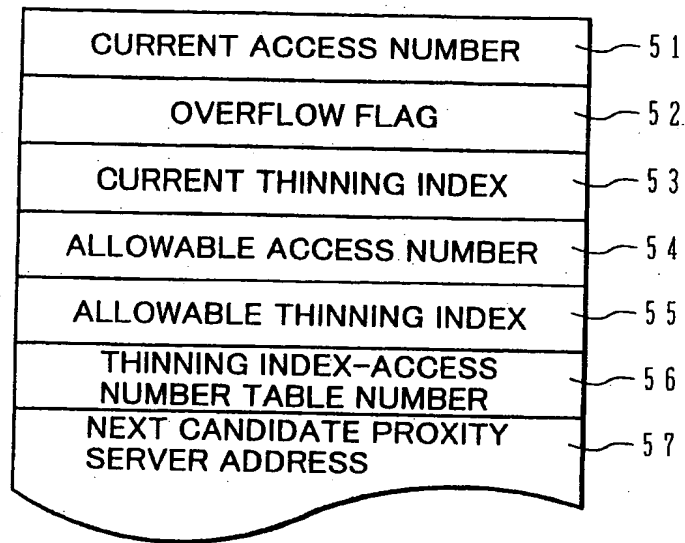 CURRENT ACCESS NUMBER 51
OVERFLOW FLAG 52
CURRENT THINNING INDEX 53
ALLOWABLE ACCESS NUMBER 54
ALLOWABLE THINNING INDEX 55
THINNING INDEX-ACCESS
NUMBER TABLE NUMBER 56
NEXT CANDIDATE PROXITY
SERVER ADDRESS 57